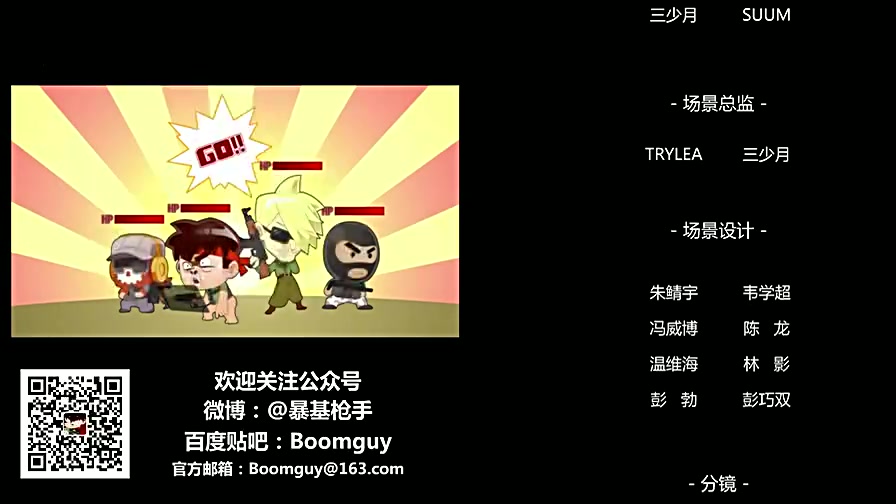 三少月 SUUM
- 场景总监 -
TRYLEA 三少月
- 场景设计 -
朱鲭宇 韦学超
冯威博 陈 龙
温维海 林 影
彭 勃 彭巧双
- 分镜 -
GO!!
HP
HP
HP
HP
欢迎关注公众号
微博：@暴基枪手
百度贴吧：Boomguy
官方邮箱：Boomguy@163.com